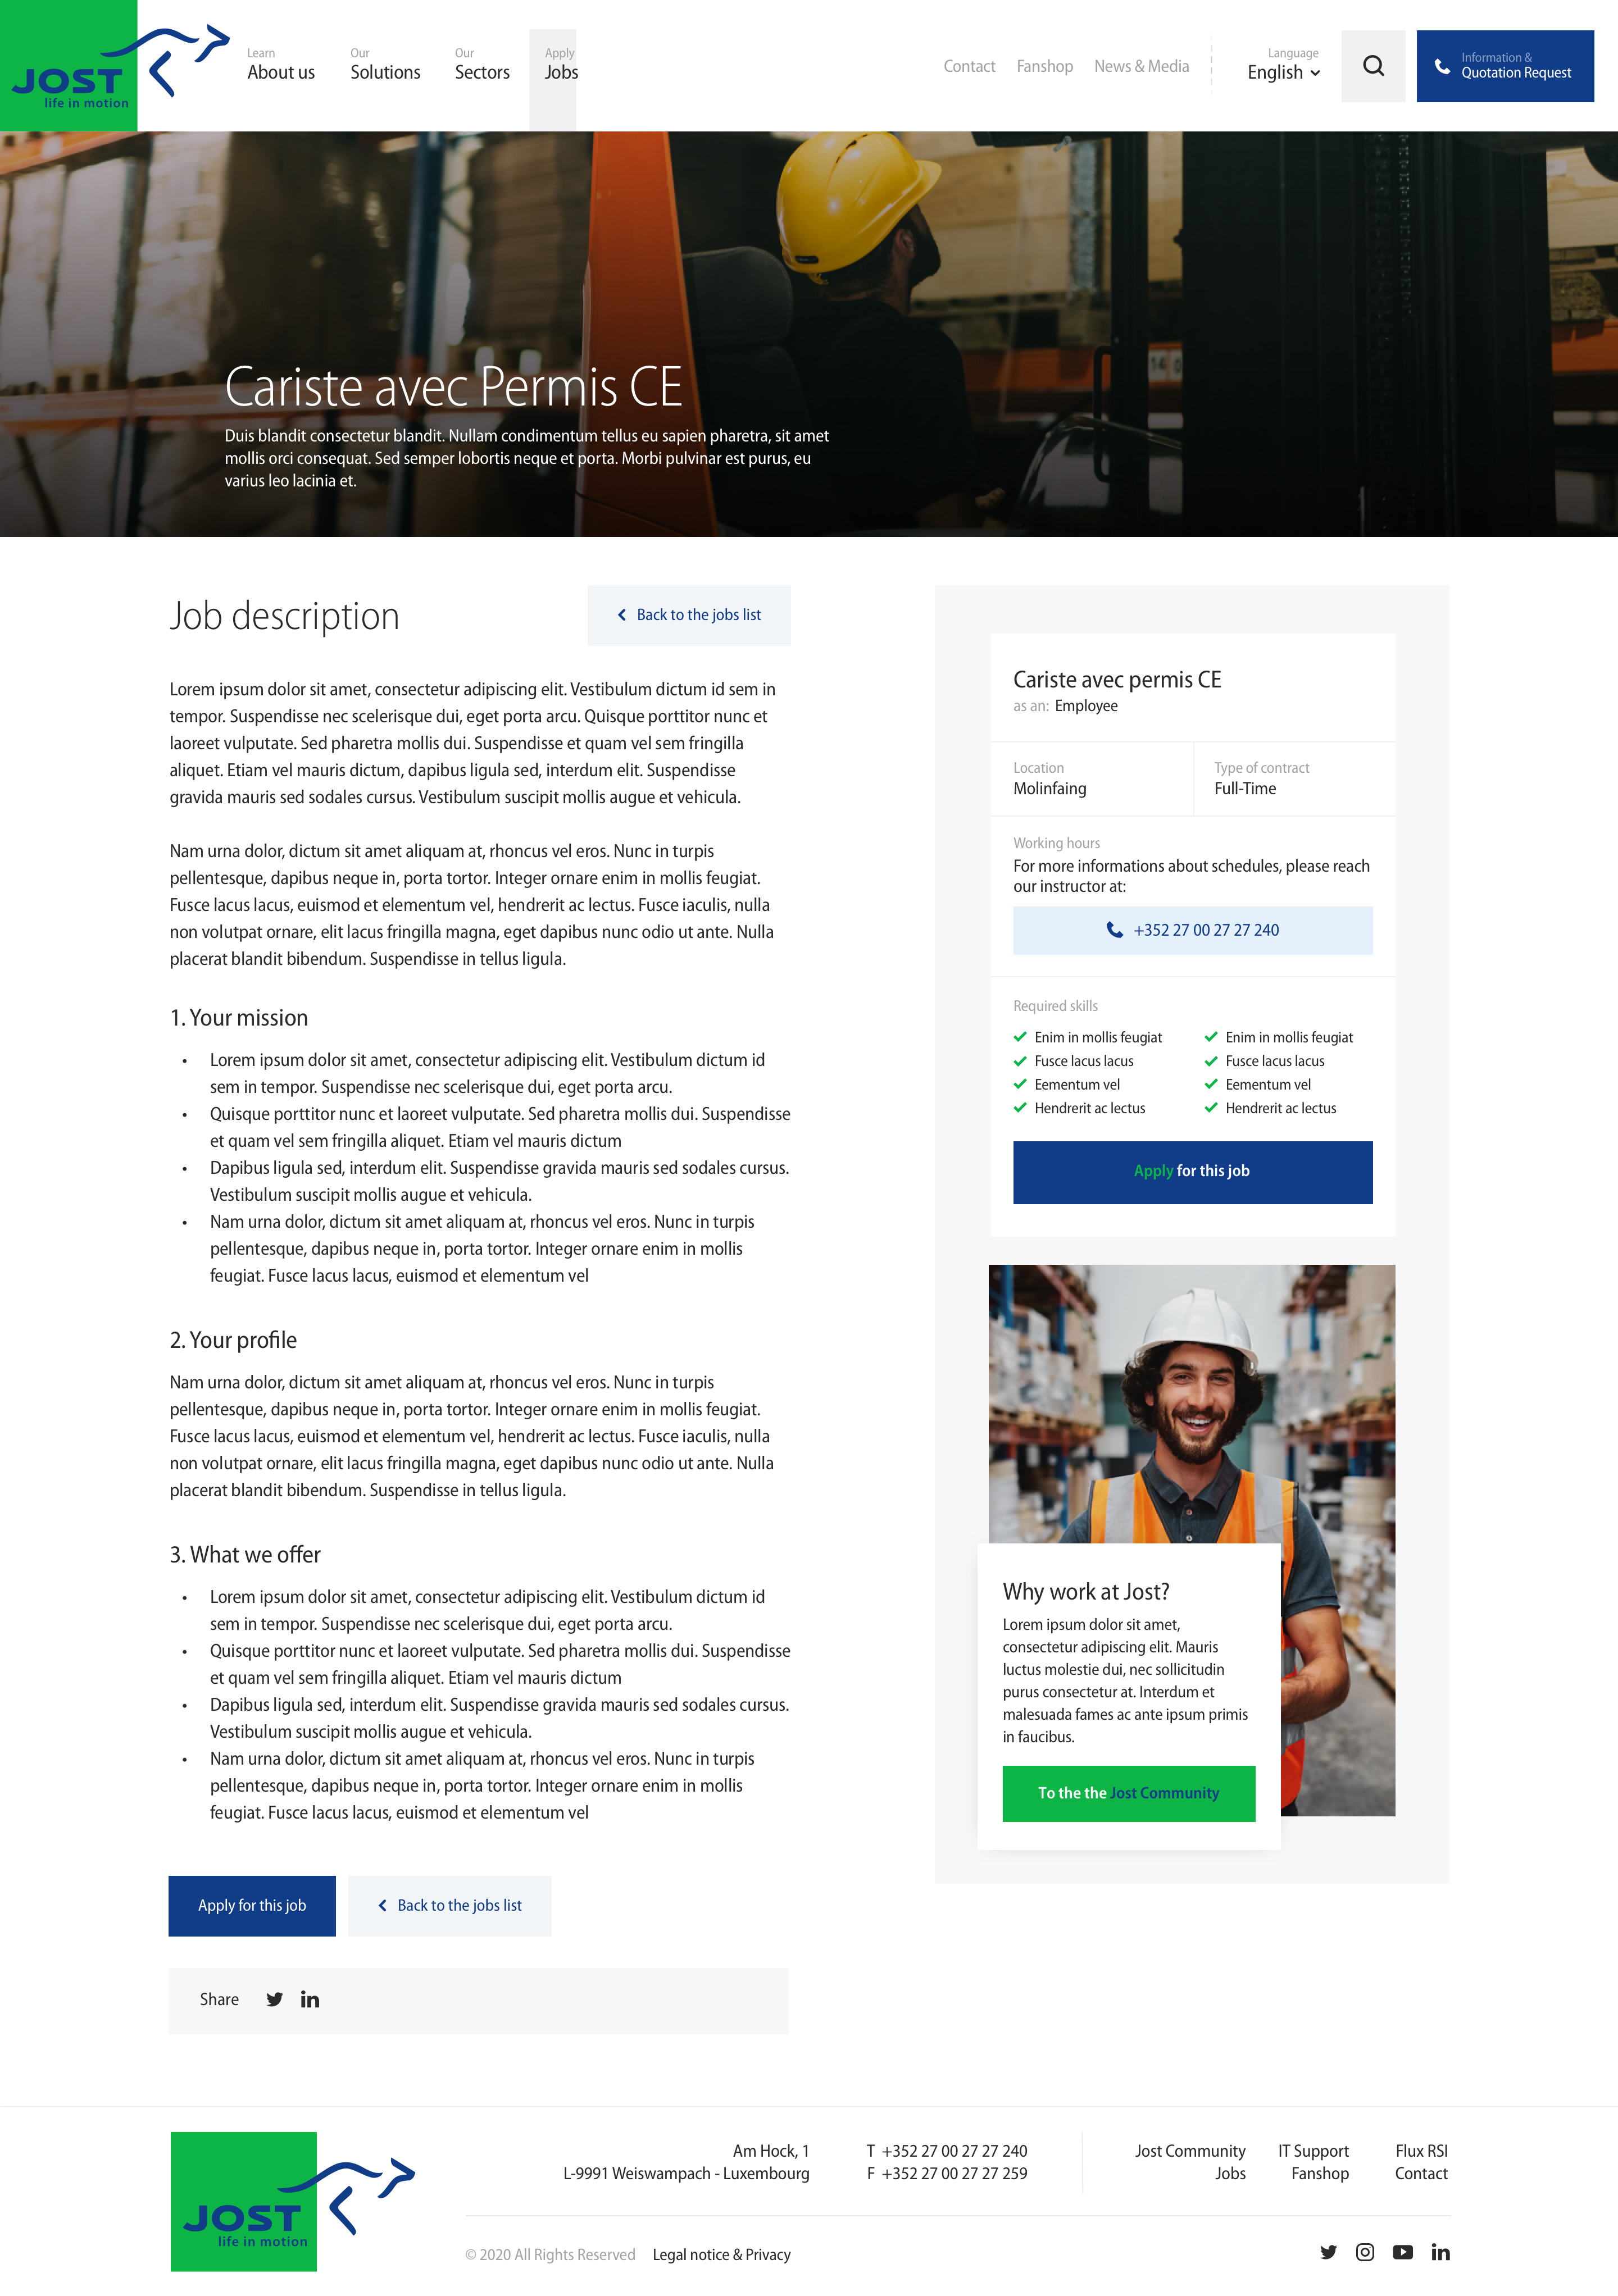 JOST
life in motion
Learn
About us
Our
Solutions
Our
Sectors
Apply
Jobs
Contact
Fanshop
News & Media
Language
English
Information &
Quotation Request
14 0
Cariste avec Permis CE
Duis blandit consectetur blandit. Nullam condimentum tellus eu sapien pharetra, sit amet
mollis orci consequat. Sed semper lobortis neque et porta. Morbi pulvinar est purus, eu
varius leo lacinia et.
Job description
Back to the jobs list
Lorem ipsum dolor sit amet, consectetur adipiscing elit. Vestibulum dictum id sem in
tempor. Suspendisse nec scelerisque dui, eget porta arcu. Quisque porttitor nunc et
laoreet vulputate. Sed pharetra mollis dui. Suspendisse et quam vel sem fringilla
aliquet. Etiam vel mauris dictum, dapibus ligula sed, interdum elit. Suspendisse
gravida mauris sed sodales cursus. Vestibulum suscipit mollis augue et vehicula.
Nam urna dolor, dictum sit amet aliquam at, rhoncus vel eros. Nunc in turpis
pellentesque, dapibus neque in, porta tortor. Integer ornare enim in mollis feugiat.
Fusce lacus lacus, euismod et elementum vel, hendrerit ac lectus. Fusce iaculis, nulla
non volutpat ornare, elit lacus fringilla magna, eget dapibus nunc odio ut ante. Nulla
placerat blandit bibendum. Suspendisse in tellus ligula.
1. Your mission
• Lorem ipsum dolor sit amet, consectetur adipiscing elit. Vestibulum dictum id
sem in tempor. Suspendisse nec scelerisque dui, eget porta arcu.
• Quisque porttitor nunc et laoreet vulputate. Sed pharetra mollis dui. Suspendisse
et quam vel sem fringilla aliquet. Etiam vel mauris dictum
• Dapibus ligula sed, interdum elit. Suspendisse gravida mauris sed sodales cursus.
Vestibulum suscipit mollis augue et vehicula.
• Nam urna dolor, dictum sit amet aliquam at, rhoncus vel eros. Nunc in turpis
pellentesque, dapibus neque in, porta tortor. Integer ornare enim in mollis
feugiat. Fusce lacus lacus, euismod et elementum vel
2. Your profile
Nam urna dolor, dictum sit amet aliquam at, rhoncus vel eros. Nunc in turpis
pellentesque, dapibus neque in, porta tortor. Integer ornare enim in mollis feugiat.
Fusce lacus lacus, euismod et elementum vel, hendrerit ac lectus. Fusce iaculis, nulla
non volutpat ornare, elit lacus fringilla magna, eget dapibus nunc odio ut ante. Nulla
placerat blandit bibendum. Suspendisse in tellus ligula.
3. What we offer
• Lorem ipsum dolor sit amet, consectetur adipiscing elit. Vestibulum dictum id
sem in tempor. Suspendisse nec scelerisque dui, eget porta arcu.
• Quisque porttitor nunc et laoreet vulputate. Sed pharetra mollis dui. Suspendisse
et quam vel sem fringilla aliquet. Etiam vel mauris dictum
• Dapibus ligula sed, interdum elit. Suspendisse gravida mauris sed sodales cursus.
Vestibulum suscipit mollis augue et vehicula.
• Nam urna dolor, dictum sit amet aliquam at, rhoncus vel eros. Nunc in turpis
pellentesque, dapibus neque in, porta tortor. Integer ornare enim in mollis
feugiat. Fusce lacus lacus, euismod et elementum vel
Apply for this job
Back to the jobs list
Share
Cariste avec permis CE
as an: Employee
Location
Molinfaing
Type of contract
Full-Time
Working hours
For more informations about schedules, please reach
our instructor at:
+352 27 00 27 27 240
Required skills
Enim in mollis feugiat
Fusce lacus lacus
Eementum vel
Hendrerit ac lectus
Enim in mollis feugiat
Fusce lacus lacus
Eementum vel
Hendrerit ac lectus
Apply for this job
Why work at Jost?
Lorem ipsum dolor sit amet,
consectetur adipiscing elit. Mauris
luctus molestie dui, nec sollicitudin
purus consectetur at. Interdum et
malesuada fames ac ante ipsum primis
in faucibus.
To the the Jost Community
JOST
life in motion
Am Hock, 1
L-9991 Weiswampach - Luxembourg
T +352 27 00 27 27 240
F +352 27 00 27 27 259
Jost Community
Jobs
IT Support
Fanshop
Flux RSI
Contact
© 2020 All Rights Reserved
Legal notice & Privacy